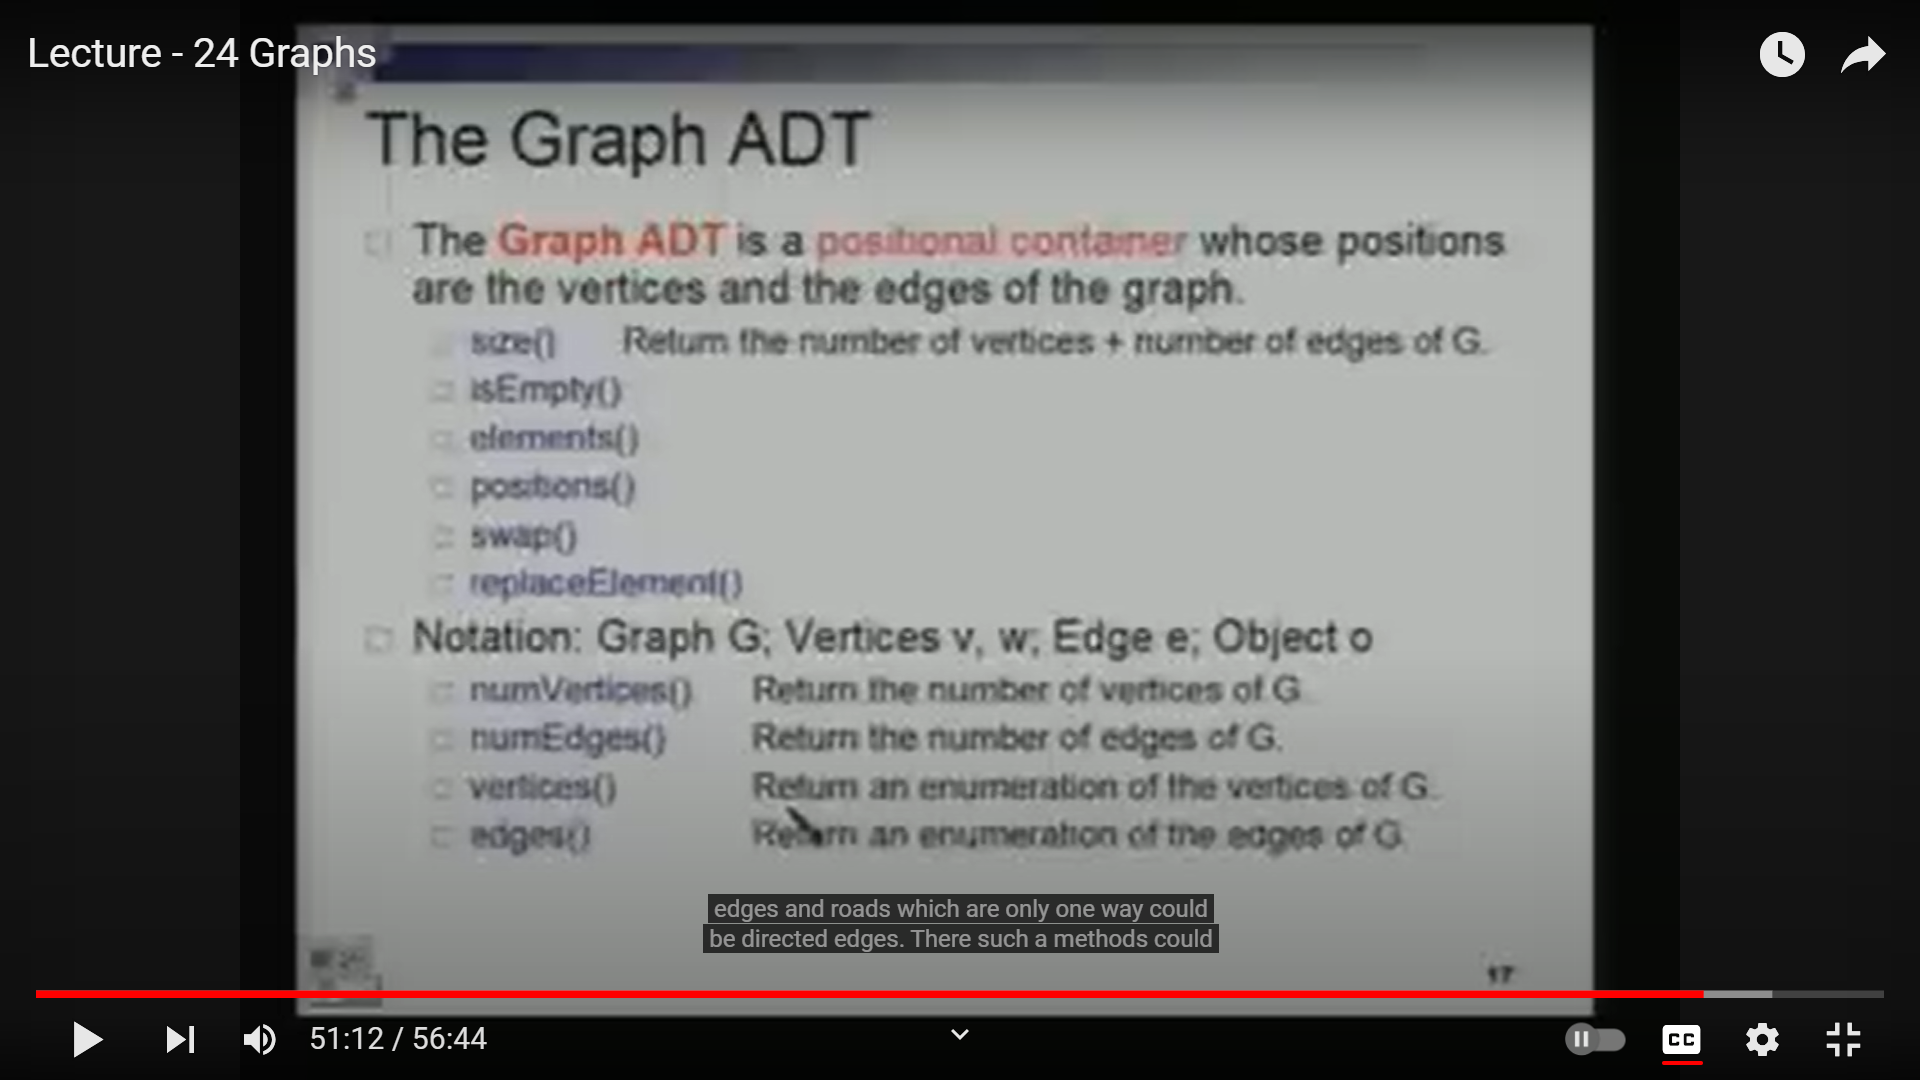 Lecture - 24 Graphs
The Graph ADT
The Graph ADT is a positional container whose positions
are the vertices and the edges of the graph.
size() Return the number of vertices + number of edges of G.
isEmpty()
elements()
positions()
swap()
replaceElement()
Notation: Graph G; Vertices v, w; Edge e; Object o
numVertices() Return the number of vertices of G.
numEdges() Return the number of edges of G.
vertices() Return an enumeration of the vertices of G.
edges() Return an enumeration of the edges of G.
edges and roads which are only one way could
be directed edges. There such a methods could
17
51:12 / 56:44
CC